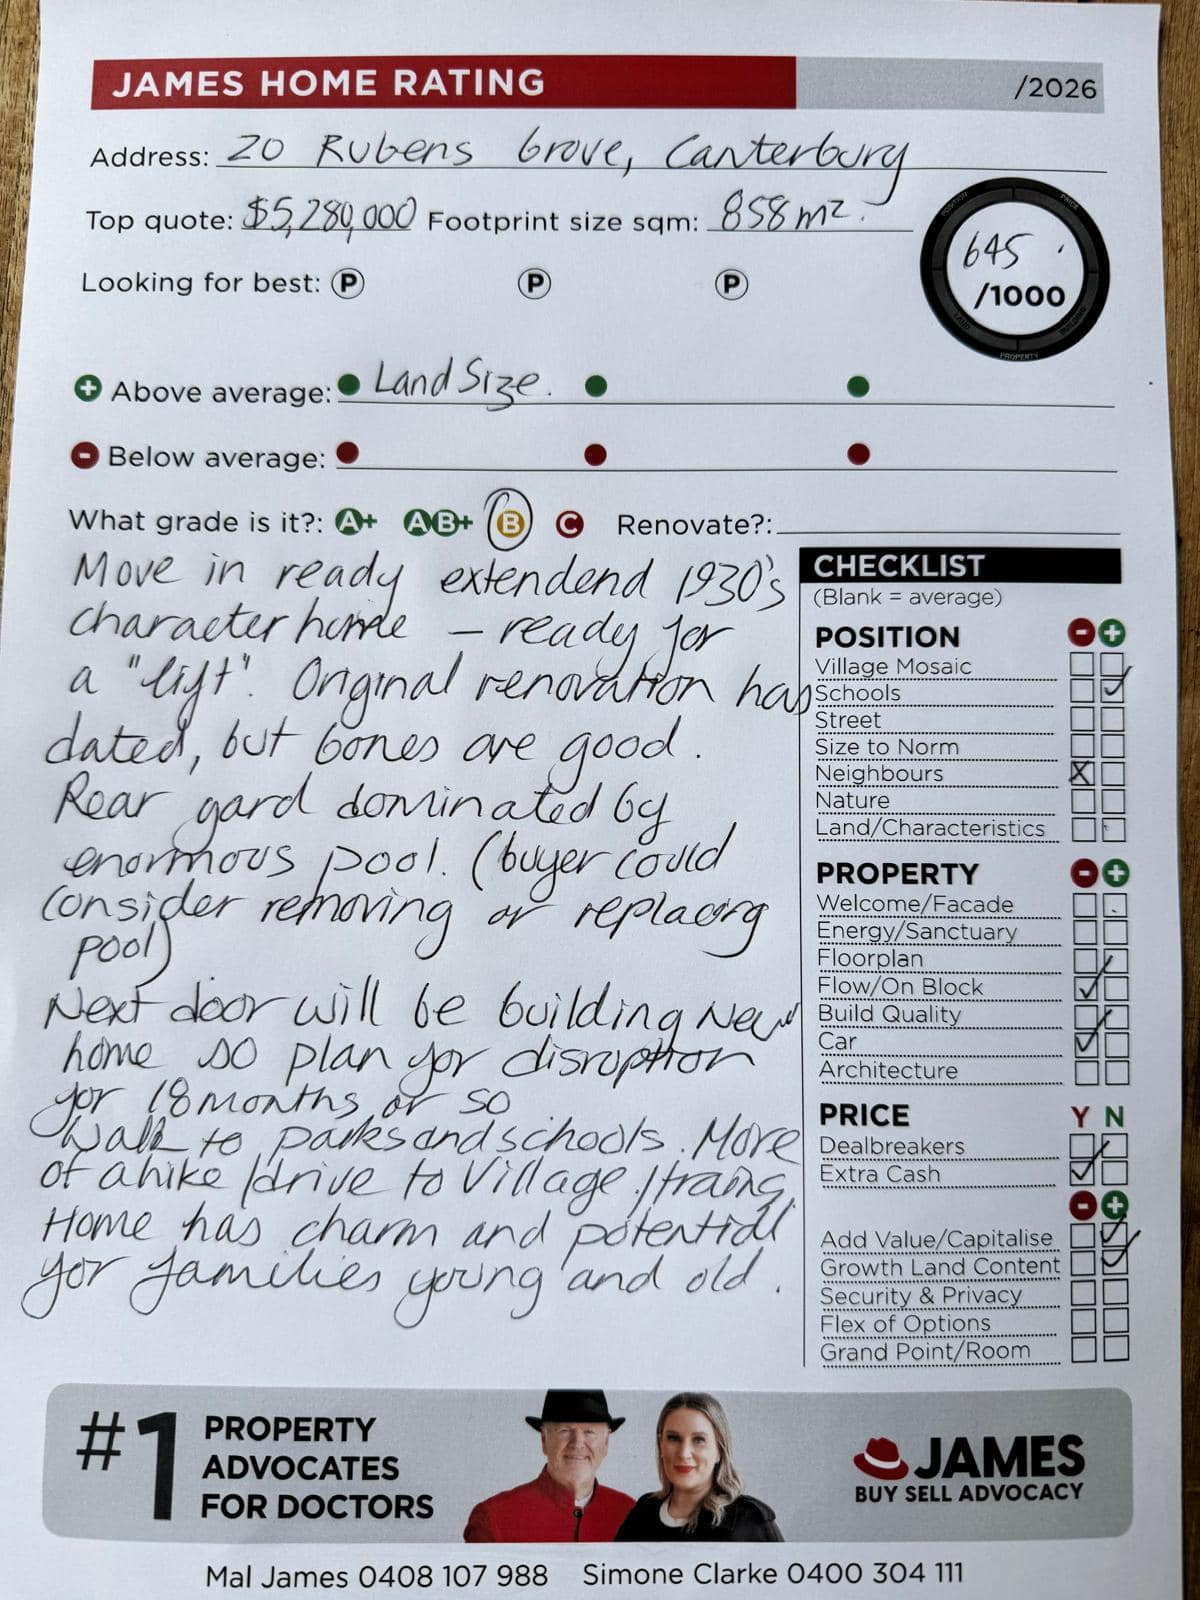 JAMES HOME RATING /2026
Address: 20 Rubens Grove, Canterbury
Top quote: $5,280,000 Footprint size sqm: 858m2.
POSITION PRICE LAND BUILDING PROPERTY
645 /1000
Looking for best: P P P
+ Above average: Land Size.
- Below average:
What grade is it?: A+ AB+ B C Renovate?:
Move in ready extendend 1930's
character home – ready for
a "lift". Original renovation has
dated, but bones are good.
Rear yard dominated by
enormous pool. (buyer could
consider removing or replacing
pool)
Next door will be building New
home so plan for disruption
for 18 months or so
Walk to parks and schools. More
of a hike/drive to Village/trains.
Home has charm and potential
for families young and old.
CHECKLIST
(Blank = average)
POSITION - +
Village Mosaic
Schools ✓
Street
Size to Norm
Neighbours X
Nature
Land/Characteristics
PROPERTY - +
Welcome/Facade
Energy/Sanctuary
Floorplan ✓
Flow/On Block ✓
Build Quality ✓
Car ✓
Architecture
PRICE Y N
Dealbreakers ✓
Extra Cash ✓
- +
Add Value/Capitalise ✓
Growth Land Content ✓
Security & Privacy
Flex of Options
Grand Point/Room
#1 PROPERTY
ADVOCATES
FOR DOCTORS
JAMES
BUY SELL ADVOCACY
Mal James 0408 107 988 Simone Clarke 0400 304 111